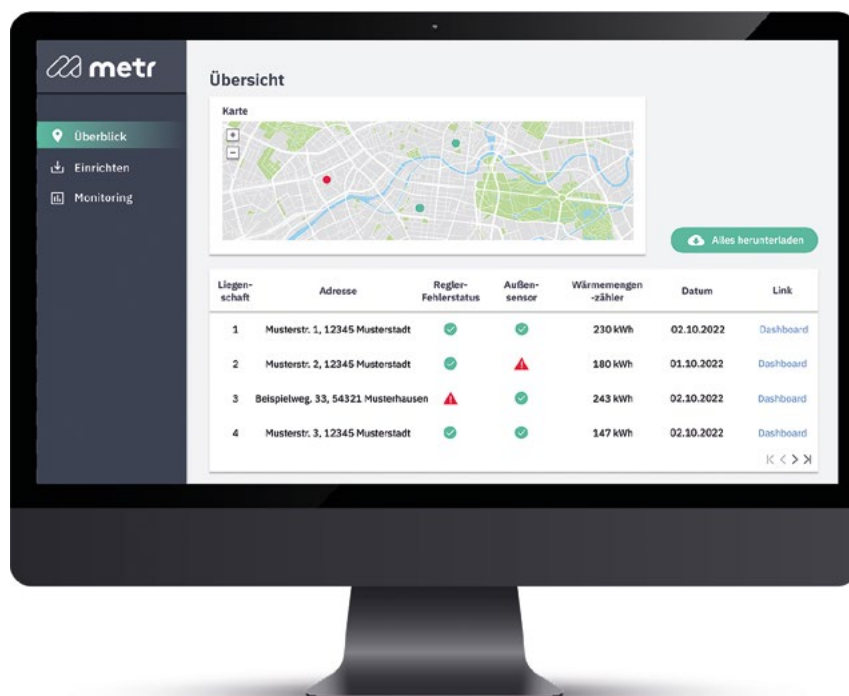 metr
Übersicht
Karte
+
−
Überblick
Einrichten
Monitoring
Alles herunterladen
Liegen-
schaft
Adresse
Regler-
Fehlerstatus
Außen-
sensor
Wärmemengen
-zähler
Datum
Link
1 Musterstr. 1, 12345 Musterstadt 230 kWh 02.10.2022 Dashboard
2 Musterstr. 2, 12345 Musterstadt 180 kWh 01.10.2022 Dashboard
3 Beispielweg, 33, 54321 Musterhausen 243 kWh 02.10.2022 Dashboard
4 Musterstr. 3, 12345 Musterstadt 147 kWh 02.10.2022 Dashboard